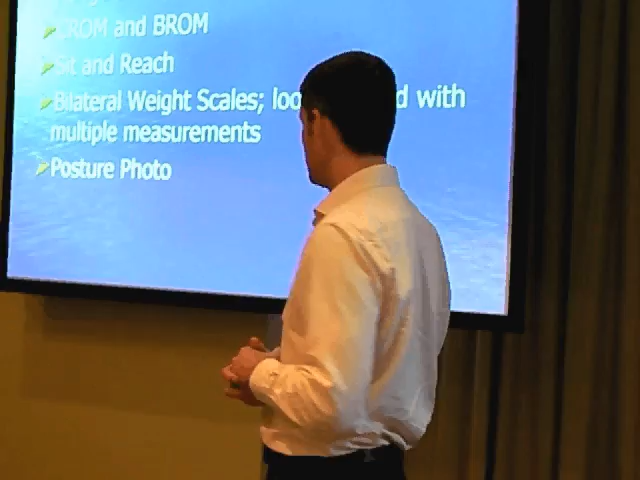 CROM and BROM
Sit and Reach
Bilateral Weight Scales; with
multiple measurements
Posture Photo